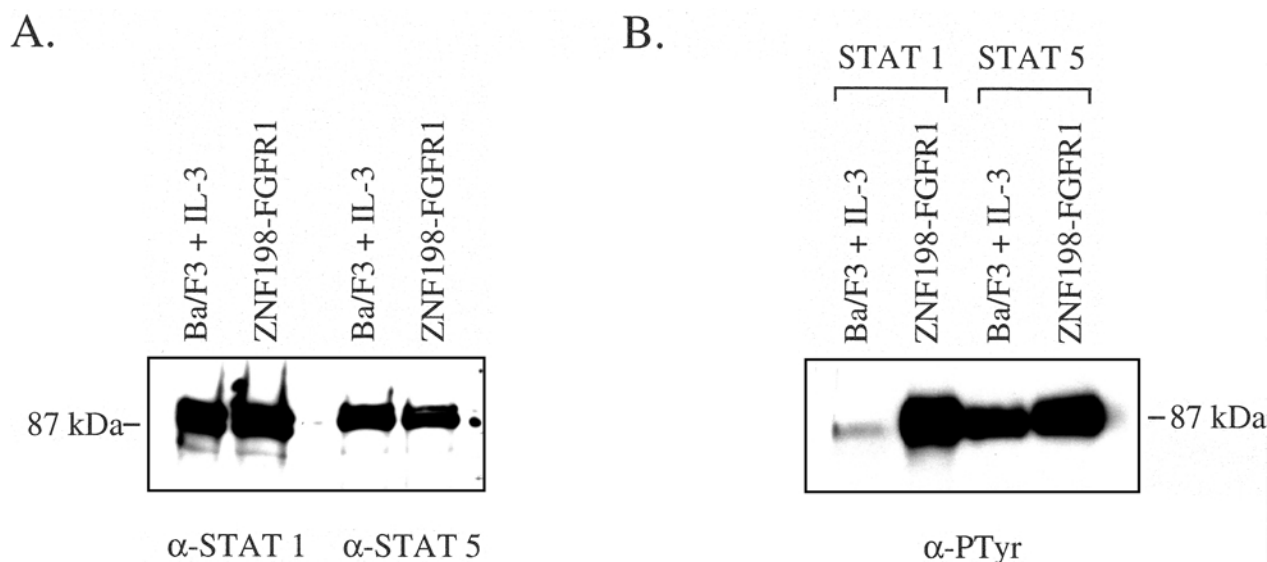 A.
Ba/F3 + IL-3
ZNF198-FGFR1
Ba/F3 + IL-3
ZNF198-FGFR1
87 kDa
α-STAT 1
α-STAT 5
B.
STAT 1
STAT 5
Ba/F3 + IL-3
ZNF198-FGFR1
Ba/F3 + IL-3
ZNF198-FGFR1
87 kDa
α-PTyr